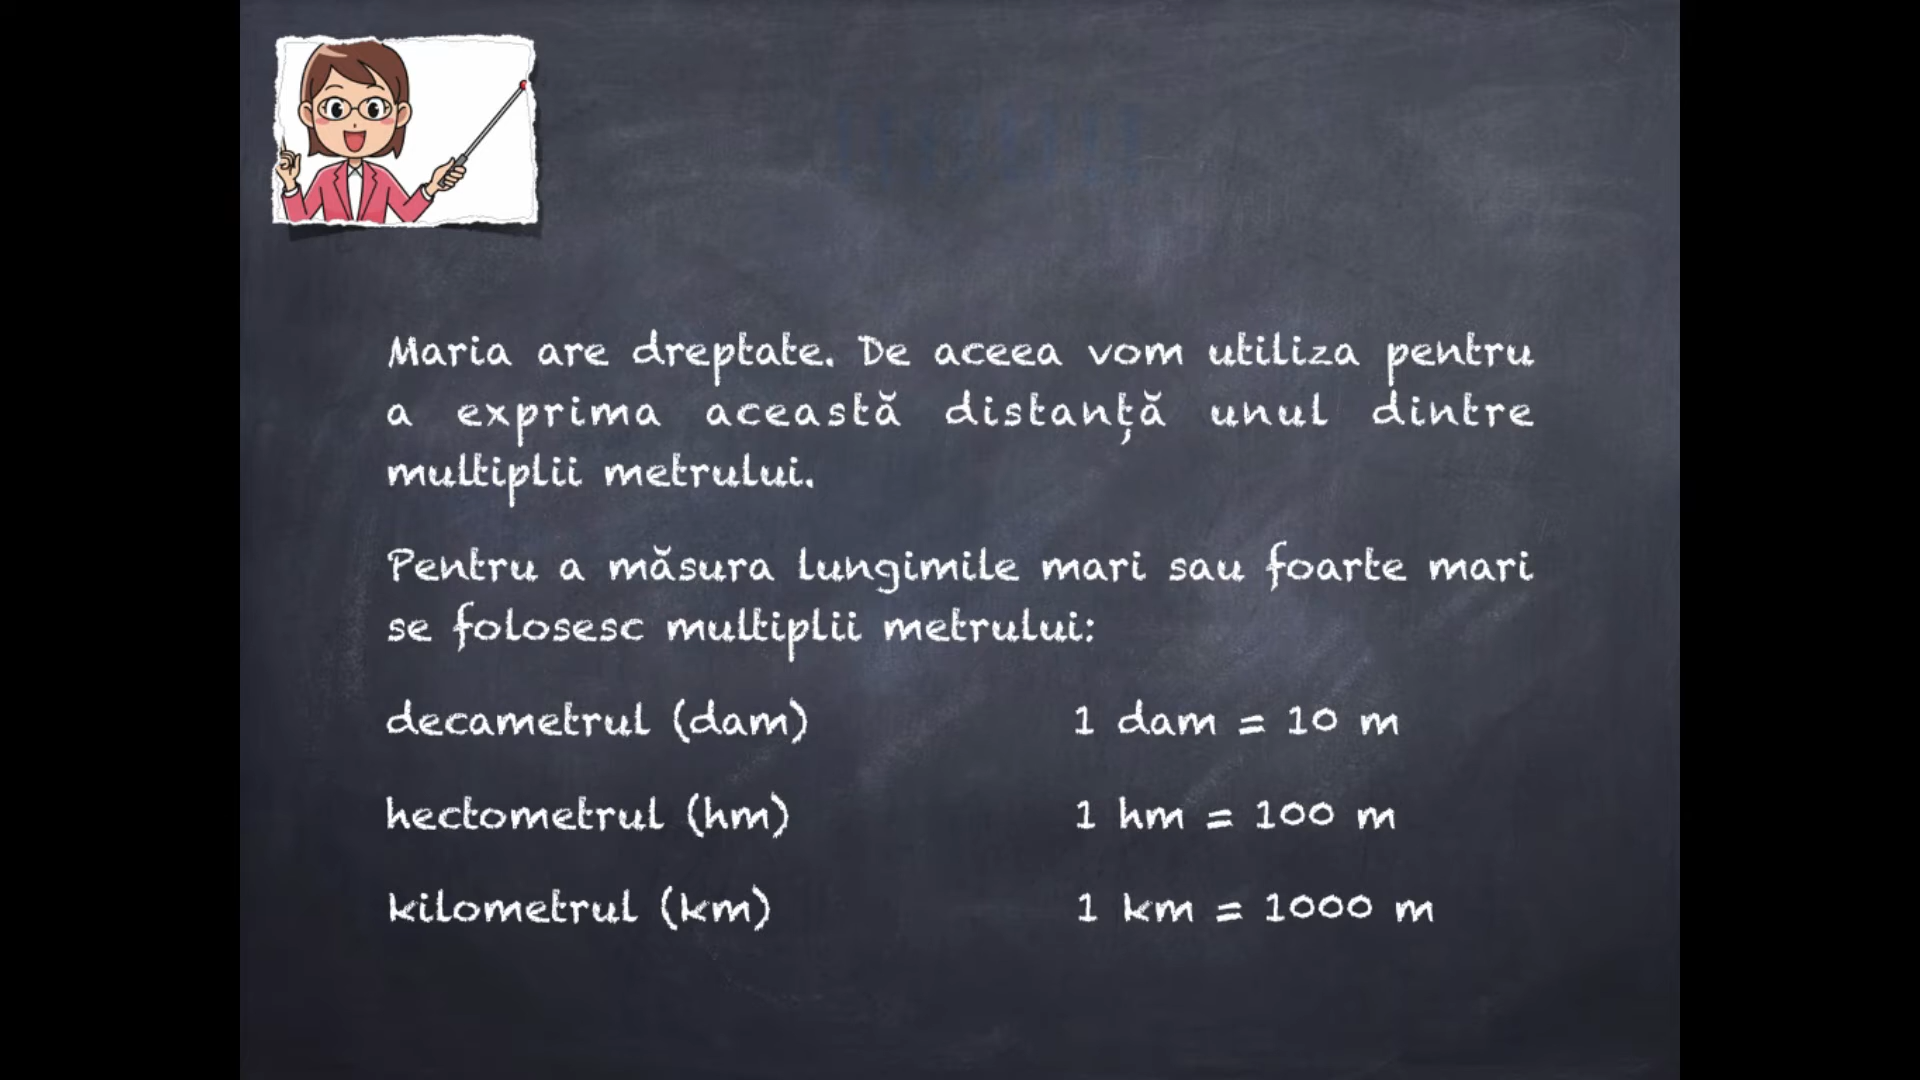 Maria are dreptate. De aceea vom utiliza pentru
a exprima această distanță unul dintre
multiplii metrului.
Pentru a măsura lungimile mari sau foarte mari
se folosesc multiplii metrului:
decametrul (dam) 1 dam = 10 m
hectometrul (hm) 1 hm = 100 m
kilometrul (km) 1 km = 1000 m